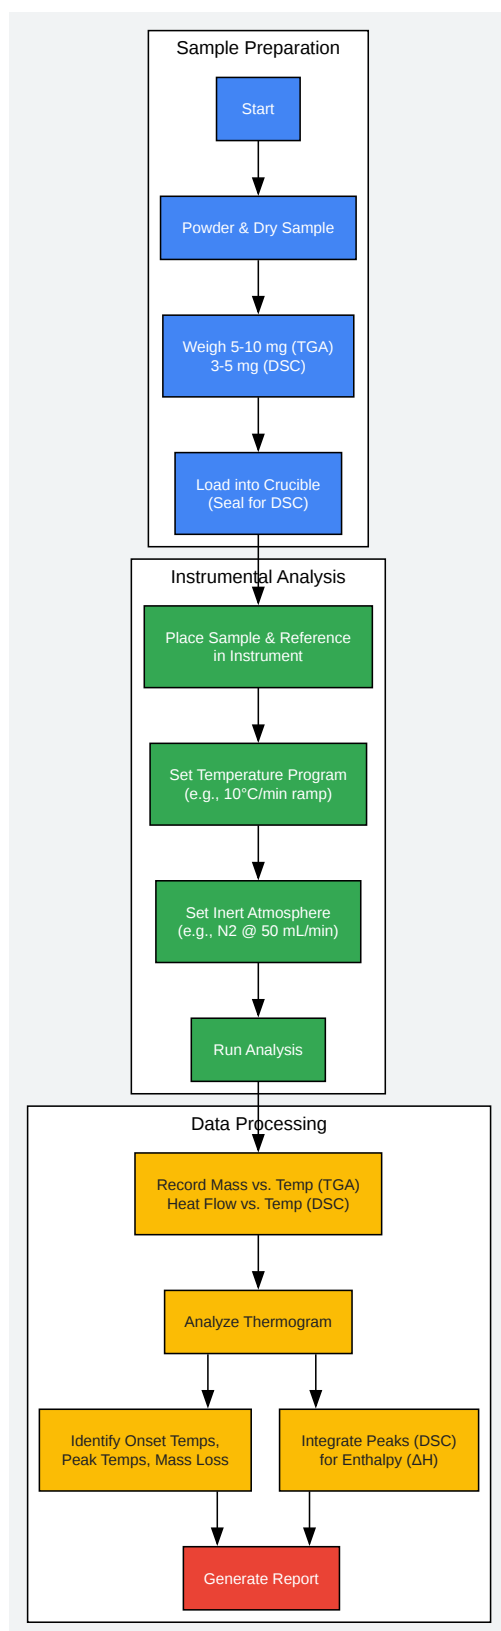 Sample Preparation
Start
Powder & Dry Sample
Weigh 5-10 mg (TGA)
3-5 mg (DSC)
Load into Crucible
(Seal for DSC)
Instrumental Analysis
Place Sample & Reference
in Instrument
Set Temperature Program
(e.g., 10°C/min ramp)
Set Inert Atmosphere
(e.g., N2 @ 50 mL/min)
Run Analysis
Data Processing
Record Mass vs. Temp (TGA)
Heat Flow vs. Temp (DSC)
Analyze Thermogram
Identify Onset Temps,
Peak Temps, Mass Loss
Integrate Peaks (DSC)
for Enthalpy (ΔH)
Generate Report